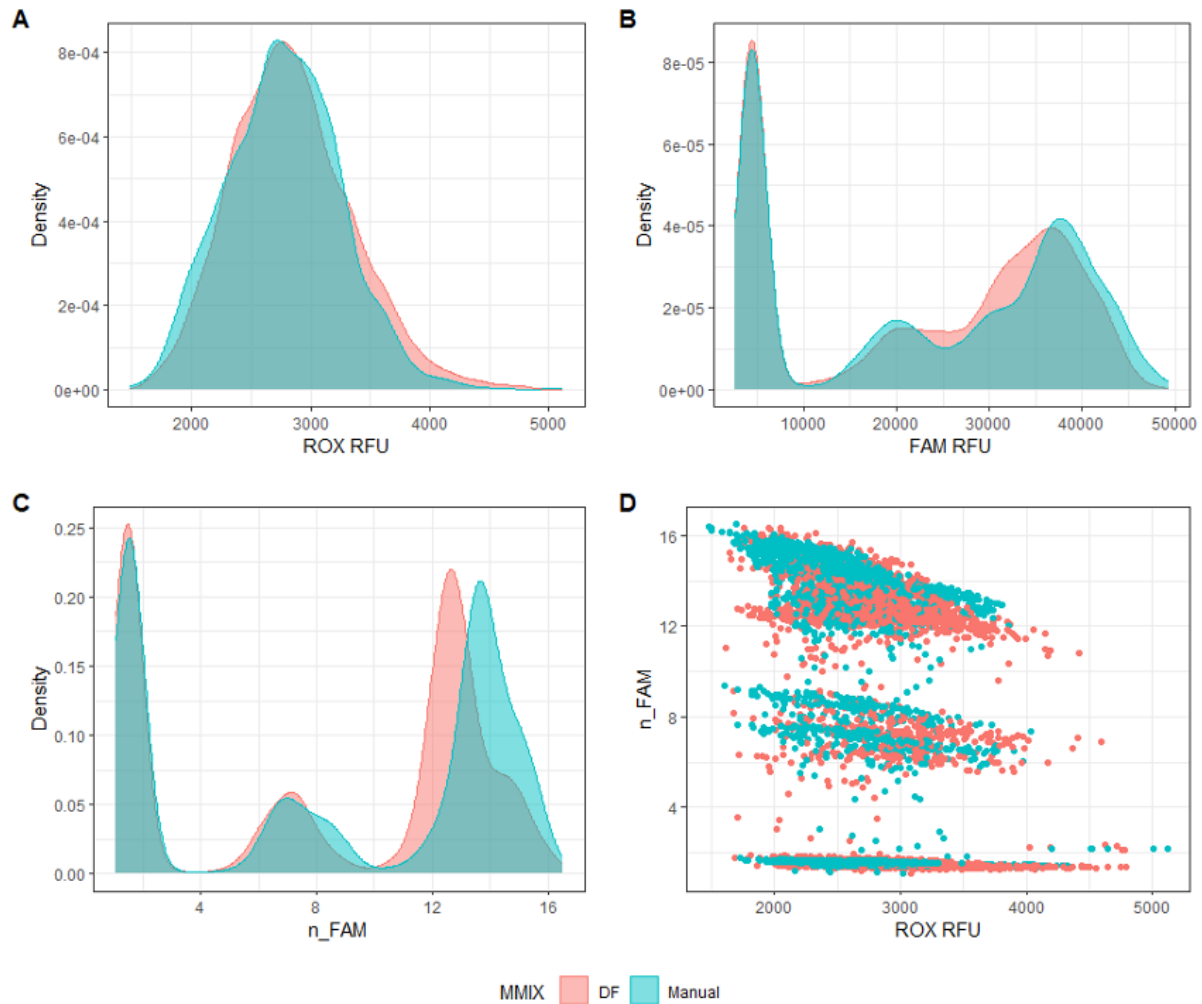 A
Density
8e-04
6e-04
4e-04
2e-04
0e+00
2000 3000 4000 5000
ROX RFU
B
Density
8e-05
6e-05
4e-05
2e-05
0e+00
10000 20000 30000 40000 50000
FAM RFU
C
Density
0.25
0.20
0.15
0.10
0.05
0.00
4 8 12 16
n_FAM
D
n_FAM
16
12
8
4
2000 3000 4000 5000
ROX RFU
MMIX DF Manual